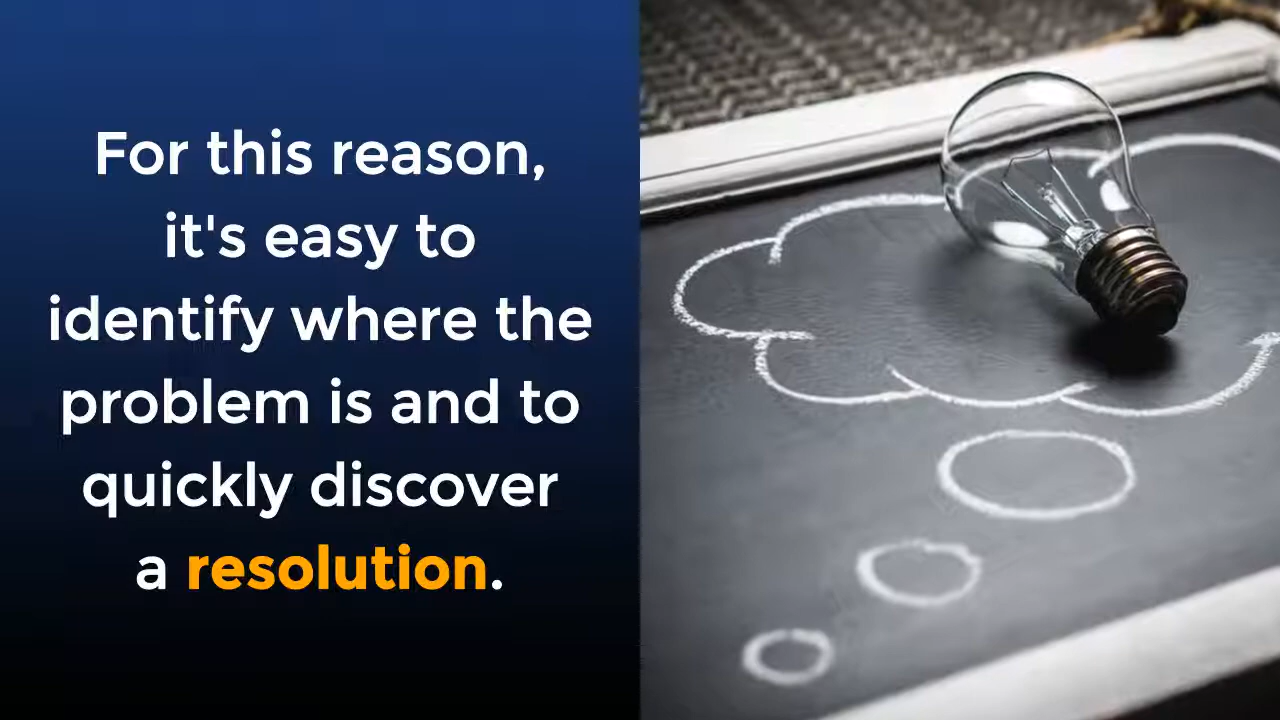 For this reason,
it's easy to
identify where the
problem is and to
quickly discover
a resolution.